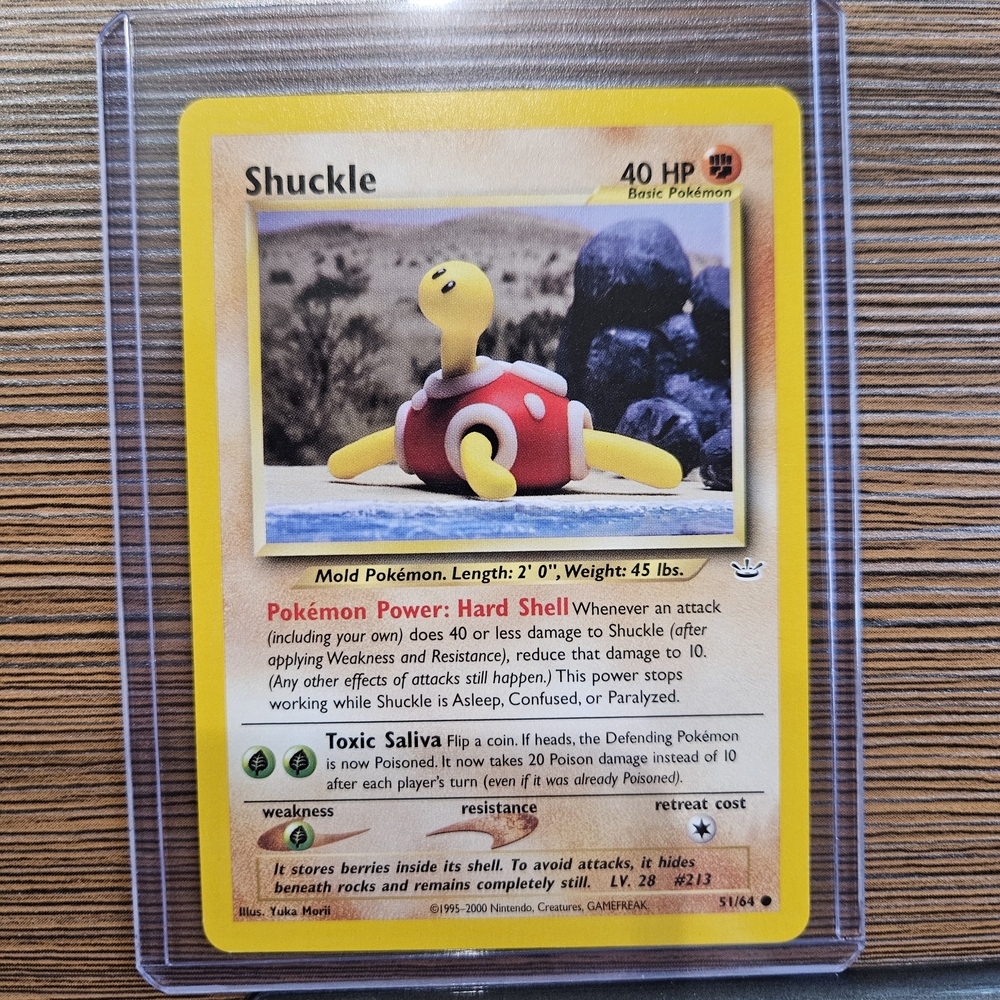 Shuckle
40 HP
Basic Pokémon
Mold Pokémon. Length: 2' 0", Weight: 45 lbs.
Pokémon Power: Hard Shell Whenever an attack
(including your own) does 40 or less damage to Shuckle (after
applying Weakness and Resistance), reduce that damage to 10.
(Any other effects of attacks still happen.) This power stops
working while Shuckle is Asleep, Confused, or Paralyzed.
Toxic Saliva Flip a coin. If heads, the Defending Pokémon
is now Poisoned. It now takes 20 Poison damage instead of 10
after each player's turn (even if it was already Poisoned).
weakness
resistance
retreat cost
It stores berries inside its shell. To avoid attacks, it hides
beneath rocks and remains completely still. LV. 28 #213
Illus. Yuka Morii
©1995-2000 Nintendo, Creatures, GAMEFREAK.
51/64